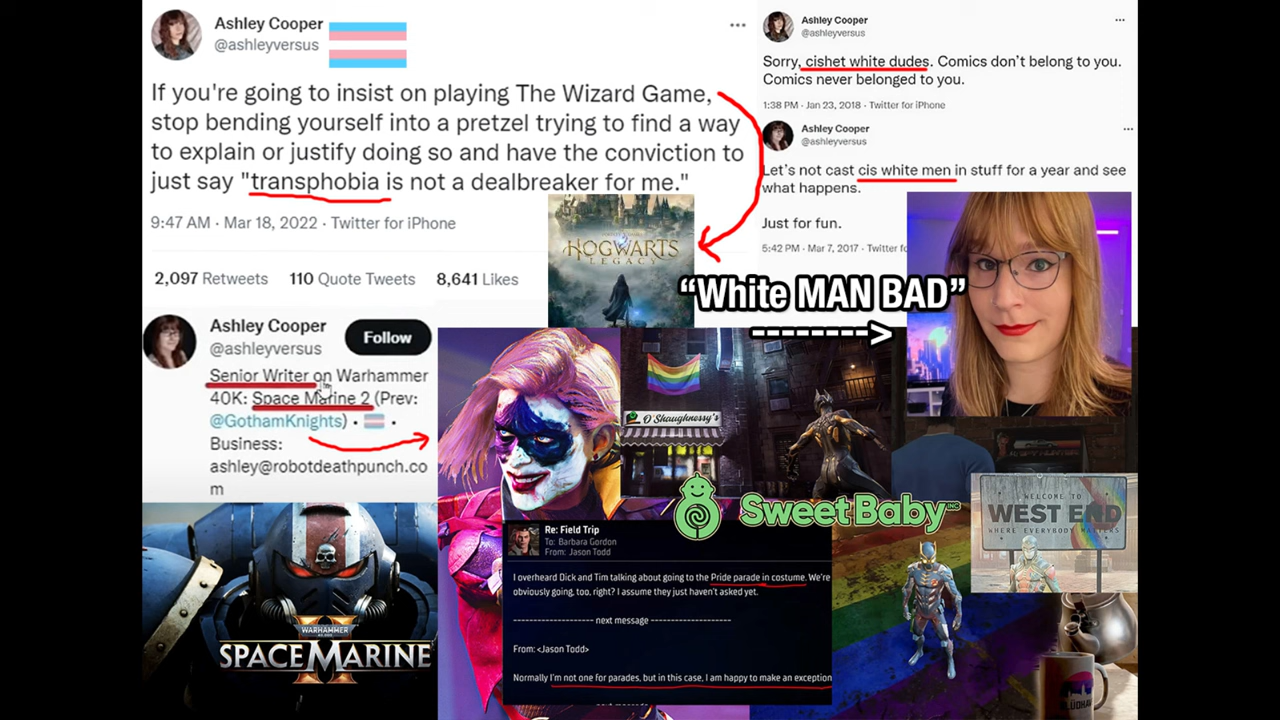 Ashley Cooper
@ashleyversus
If you're going to insist on playing The Wizard Game,
stop bending yourself into a pretzel trying to find a way
to explain or justify doing so and have the conviction to
just say "transphobia is not a dealbreaker for me."
9:47 AM · Mar 18, 2022 · Twitter for iPhone
2,097 Retweets 110 Quote Tweets 8,641 Likes
Ashley Cooper
@ashleyversus
Sorry, cishet white dudes. Comics don't belong to you.
Comics never belonged to you.
1:38 PM · Jan 23, 2018 · Twitter for iPhone
Ashley Cooper
@ashleyversus
Let's not cast cis white men in stuff for a year and see
what happens.
Just for fun.
5:42 PM · Mar 7, 2017 · Twitter fo
HOGWARTS
LEGACY
"White MAN BAD"
-------->
Ashley Cooper
Follow
@ashleyversus
Senior Writer on Warhammer
40K: Space Marine 2 (Prev:
@GothamKnights) · ·
Business:
ashley@robotdeathpunch.co
m
O'Shaughnessy's
SweetBaby INC
WELCOME TO
WEST END
WHERE EVERYBODY MATTERS
Re: Field Trip
To: Barbara Gordon
From: Jason Todd
I overheard Dick and Tim talking about going to the Pride parade in costume. We're
obviously going, too, right? I assume they just haven't asked yet.
-------------------- next message --------------------
From: <Jason Todd>
Normally I'm not one for parades, but in this case, I am happy to make an exception
WARHAMMER
40,000
SPACE MARINE
II
BLÜDHAV